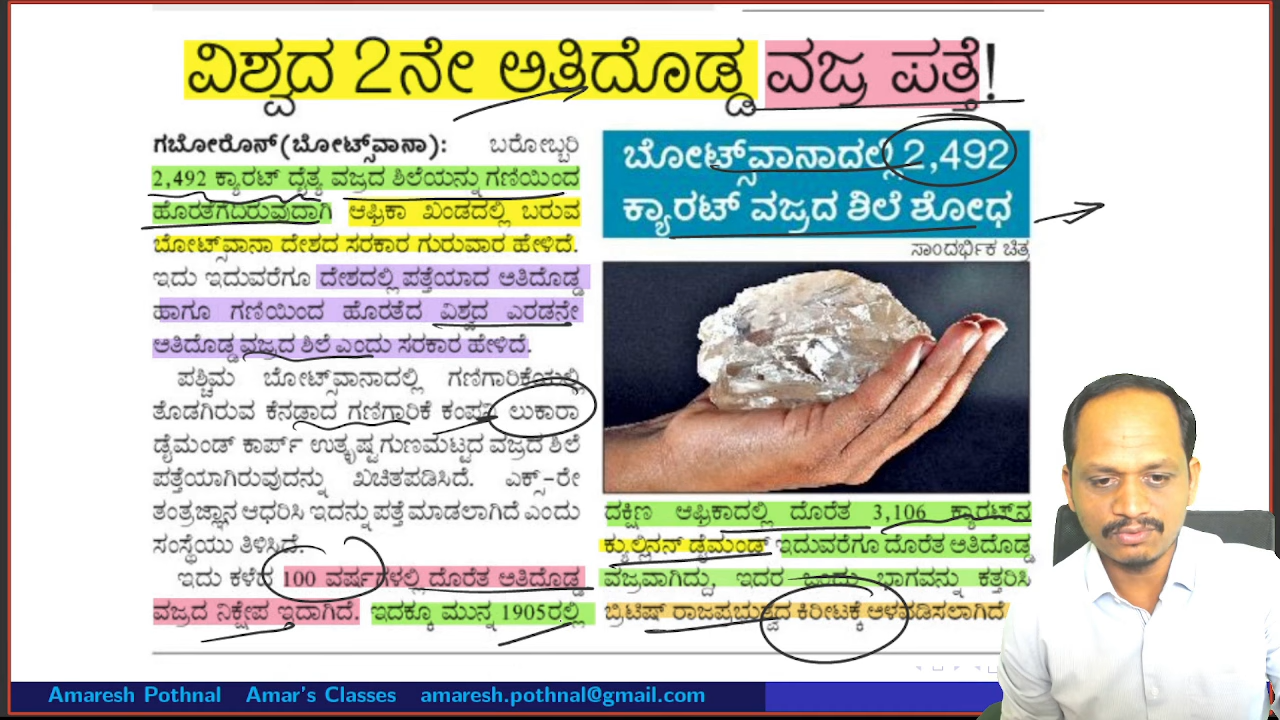 ವಿಶ್ವದ 2ನೇ ಅತಿದೊಡ್ಡ ವಜ್ರ ಪತ್ತೆ!
ಗಬೋರೊನ್(ಬೋಟ್ಸ್‌ವಾನಾ): ಬರೋಬ್ಬರಿ
2,492 ಕ್ಯಾರಟ್ ದೈತ್ಯ ವಜ್ರದ ಶಿಲೆಯನ್ನು ಗಣಿಯಿಂದ
ಹೊರತೆಗೆದಿರುವುದಾಗಿ ಆಫ್ರಿಕಾ ಖಂಡದಲ್ಲಿ ಬರುವ
ಬೋಟ್ಸ್‌ವಾನಾ ದೇಶದ ಸರಕಾರ ಗುರುವಾರ ಹೇಳಿದೆ.
ಇದು ಇದುವರೆಗೂ ದೇಶದಲ್ಲಿ ಪತ್ತೆಯಾದ ಅತಿದೊಡ್ಡ
ಹಾಗೂ ಗಣಿಯಿಂದ ಹೊರತೆದ ವಿಶ್ವದ ಎರಡನೇ
ಅತಿದೊಡ್ಡ ವಜ್ರದ ಶಿಲೆ ಎಂದು ಸರಕಾರ ಹೇಳಿದೆ.
ಪಶ್ಚಿಮ ಬೋಟ್ಸ್‌ವಾನಾದಲ್ಲಿ ಗಣಿಗಾರಿಕೆಯಲ್ಲಿ
ತೊಡಗಿರುವ ಕೆನಡಾದ ಗಣಿಗಾರಿಕೆ ಕಂಪನಿ ಲುಕಾರಾ
ಡೈಮಂಡ್ ಕಾರ್ಪ್ ಉತ್ಕೃಷ್ಟ ಗುಣಮಟ್ಟದ ವಜ್ರದ ಶಿಲೆ
ಪತ್ತೆಯಾಗಿರುವುದನ್ನು ಖಚಿತಪಡಿಸಿದೆ. ಎಕ್ಸ್-ರೇ
ತಂತ್ರಜ್ಞಾನ ಆಧರಿಸಿ ಇದನ್ನು ಪತ್ತೆ ಮಾಡಲಾಗಿದೆ ಎಂದು
ಸಂಸ್ಥೆಯು ತಿಳಿಸಿದೆ.
ಇದು ಕಳೆದ 100 ವರ್ಷಗಳಲ್ಲಿ ದೊರೆತ ಅತಿದೊಡ್ಡ
ವಜ್ರದ ನಿಕ್ಷೇಪ ಇದಾಗಿದೆ. ಇದಕ್ಕೂ ಮುನ್ನ 1905ರಲ್ಲಿ
ಬೋಟ್ಸ್‌ವಾನಾದಲ್ಲಿ 2,492
ಕ್ಯಾರಟ್ ವಜ್ರದ ಶಿಲೆ ಶೋಧ
ಸಾಂದರ್ಭಿಕ ಚಿತ್ರ
ದಕ್ಷಿಣ ಆಫ್ರಿಕಾದಲ್ಲಿ ದೊರೆತ 3,106 ಕ್ಯಾರಟ್‌ನ
ಕ್ಯುಲ್ಲಿನನ್ ಡೈಮಂಡ್ ಇದುವರೆಗೂ ದೊರೆತ ಅತಿದೊಡ್ಡ
ವಜ್ರವಾಗಿದ್ದು, ಇದರ ಒಂದು ಭಾಗವನ್ನು ಕತ್ತರಿಸಿ
ಬ್ರಿಟಿಷ್ ರಾಜಪ್ರಭುತ್ವದ ಕಿರೀಟಕ್ಕೆ ಅಳವಡಿಸಲಾಗಿದೆ
Amaresh Pothnal Amar's Classes amaresh.pothnal@gmail.com